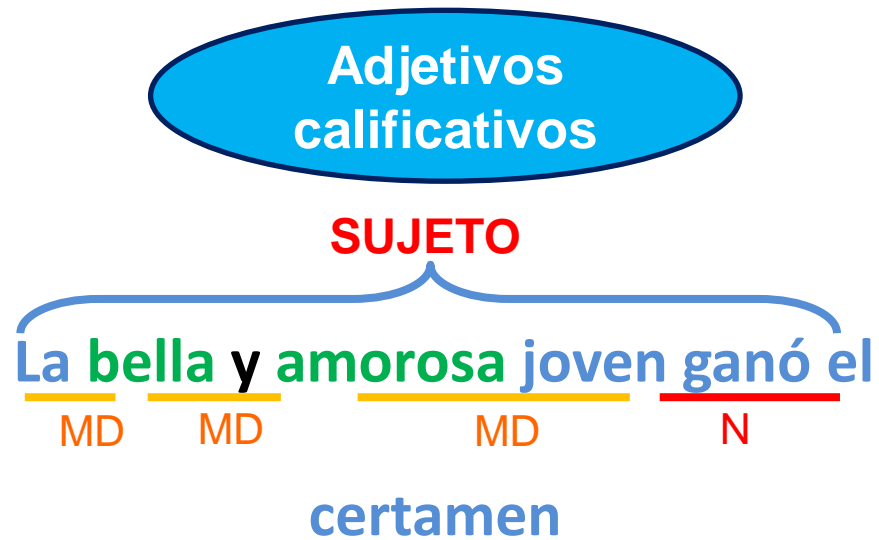 Adjetivos
calificativos
SUJETO
La bella y amorosa joven ganó el
MD MD MD N
certamen